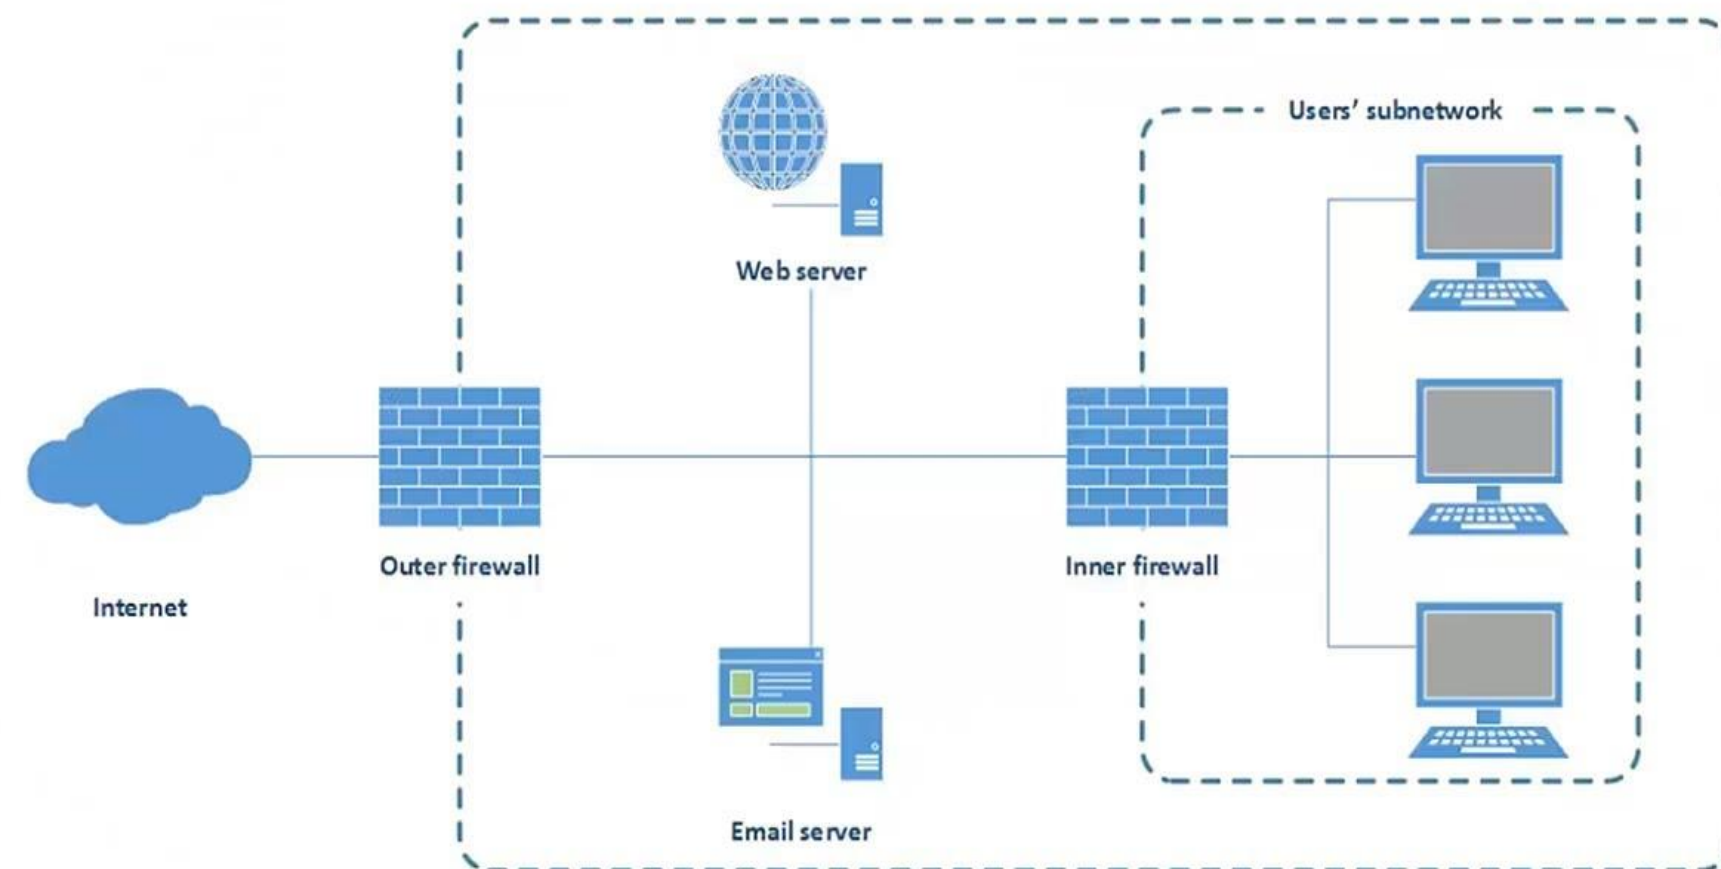 Users' subnetwork
Web server
Outer firewall
Inner firewall
Internet
Email server